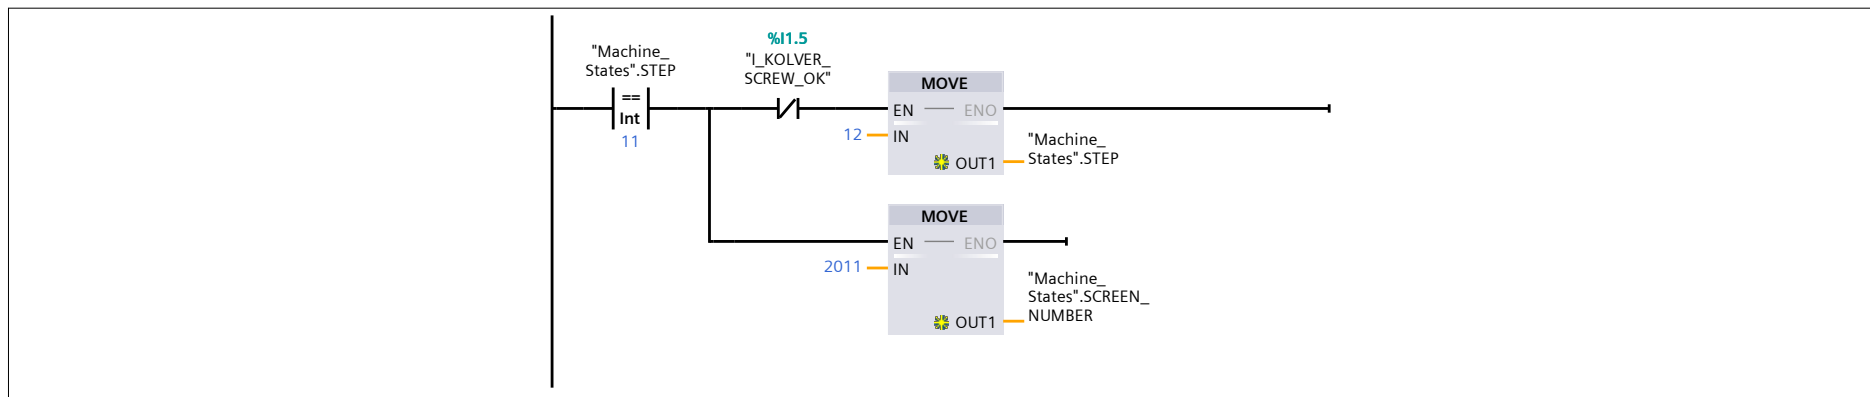 %I1.5
"Machine_
States".STEP
"I_KOLVER_
SCREW_OK"
==
Int
11
MOVE
EN
ENO
12
IN
OUT1
"Machine_
States".STEP
MOVE
EN
ENO
2011
IN
OUT1
"Machine_
States".SCREEN_
NUMBER